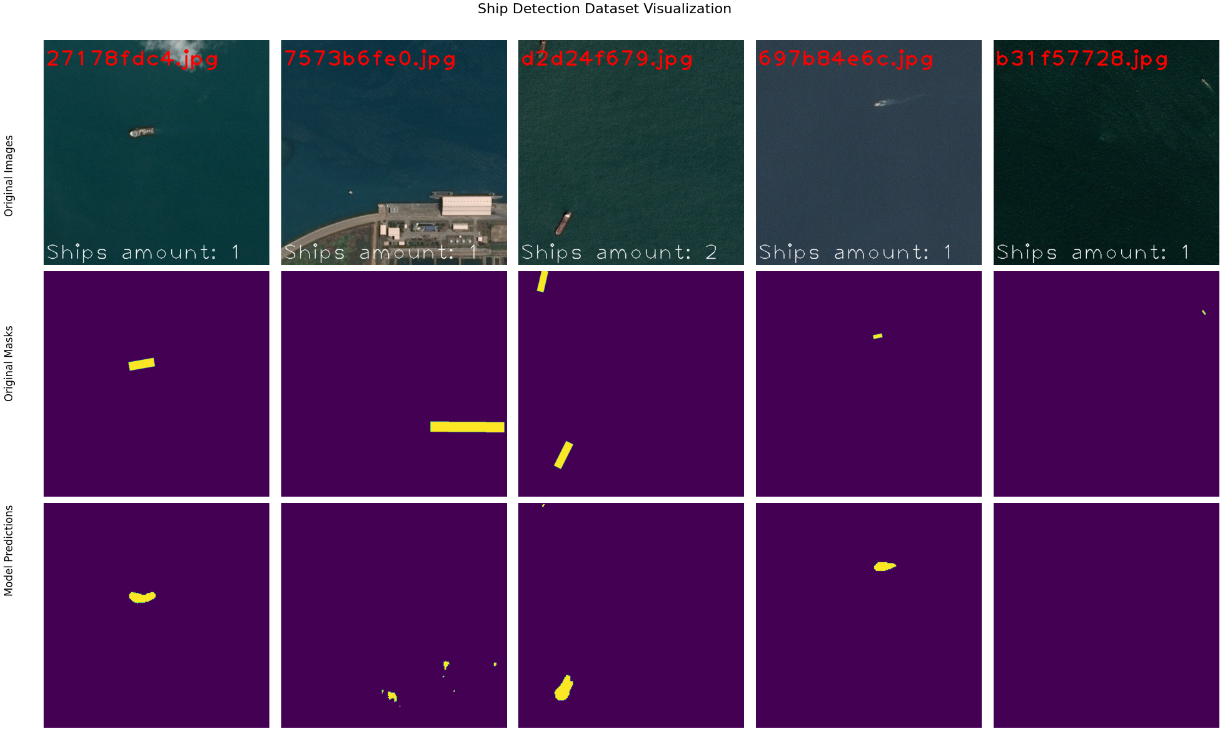 Ship Detection Dataset Visualization
Original Images
27178fdc4.jpg
7573b6fe0.jpg
d2d24f679.jpg
697b84e6c.jpg
b31f57728.jpg
Ships amount: 1
Ships amount: 1
Ships amount: 2
Ships amount: 1
Ships amount: 1
Original Masks
Model Predictions